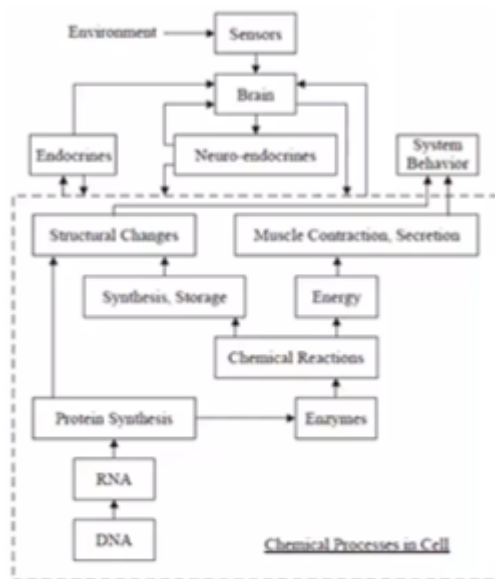 Environment
Sensors
Brain
Endocrines
Neuro-endocrines
System
Behavior
Structural Changes
Muscle Contraction, Secretion
Synthesis, Storage
Energy
Chemical Reactions
Protein Synthesis
Enzymes
RNA
DNA
Chemical Processes in Cell